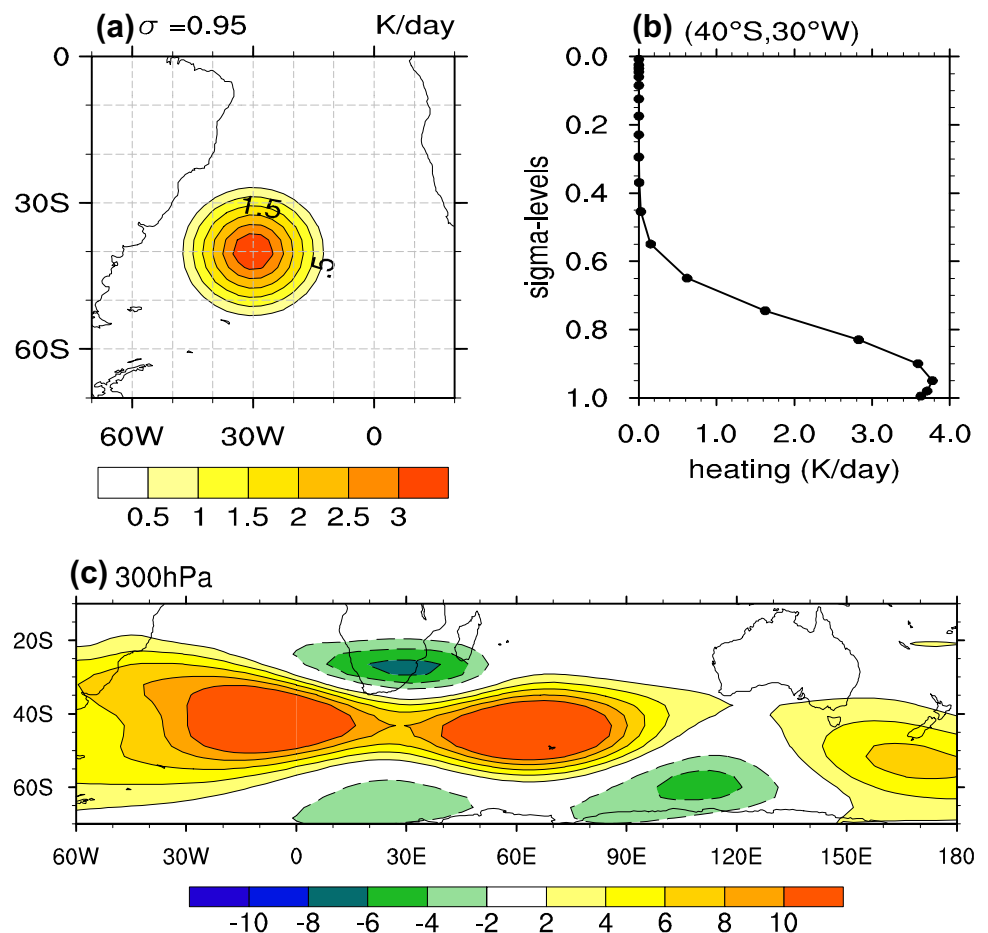 (a) σ =0.95 K/day
0
30S
60S
1.5
.5
60W 30W 0
0.5 1 1.5 2 2.5 3
(b) (40°S,30°W)
sigma-levels
0.0
0.2
0.4
0.6
0.8
1.0
0.0 1.0 2.0 3.0 4.0
heating (K/day)
(c) 300hPa
20S
40S
60S
60W 30W 0 30E 60E 90E 120E 150E 180
-10 -8 -6 -4 -2 2 4 6 8 10